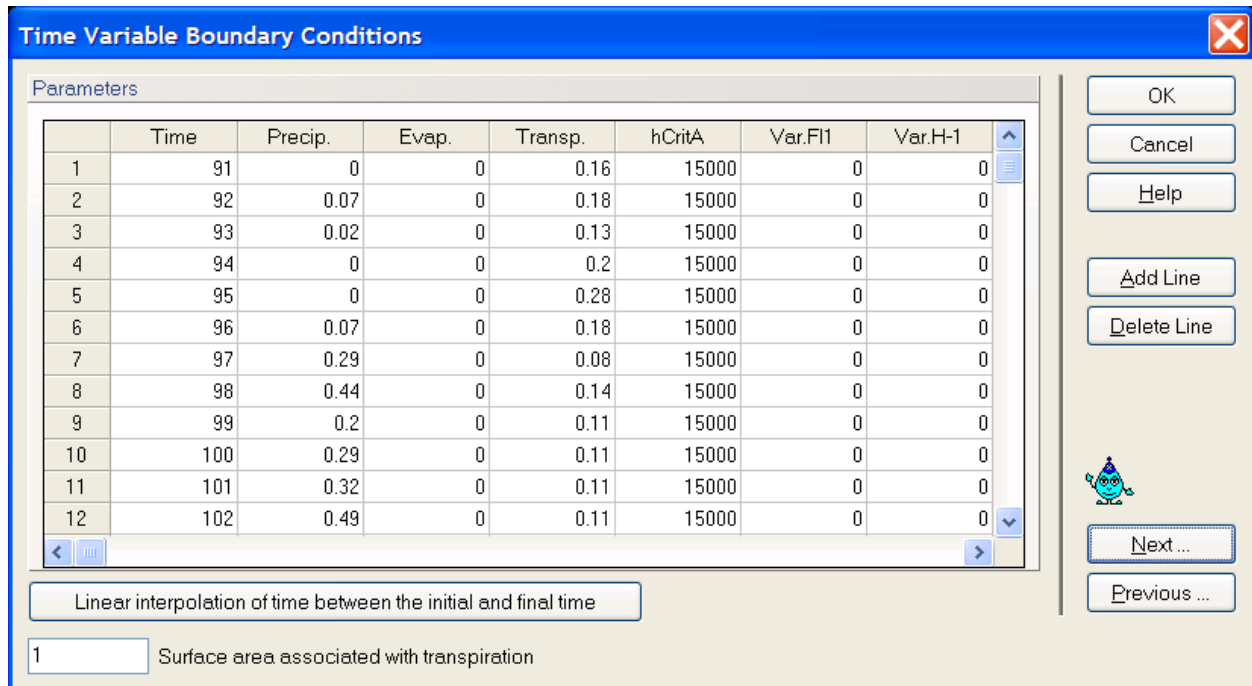 Time Variable Boundary Conditions
Parameters
Time Precip. Evap. Transp. hCritA Var.Fl1 Var.H-1
1 91 0 0 0.16 15000 0 0
2 92 0.07 0 0.18 15000 0 0
3 93 0.02 0 0.13 15000 0 0
4 94 0 0 0.2 15000 0 0
5 95 0 0 0.28 15000 0 0
6 96 0.07 0 0.18 15000 0 0
7 97 0.29 0 0.08 15000 0 0
8 98 0.44 0 0.14 15000 0 0
9 99 0.2 0 0.11 15000 0 0
10 100 0.29 0 0.11 15000 0 0
11 101 0.32 0 0.11 15000 0 0
12 102 0.49 0 0.11 15000 0 0
Linear interpolation of time between the initial and final time
1 Surface area associated with transpiration
OK
Cancel
Help
Add Line
Delete Line
Next ...
Previous ...